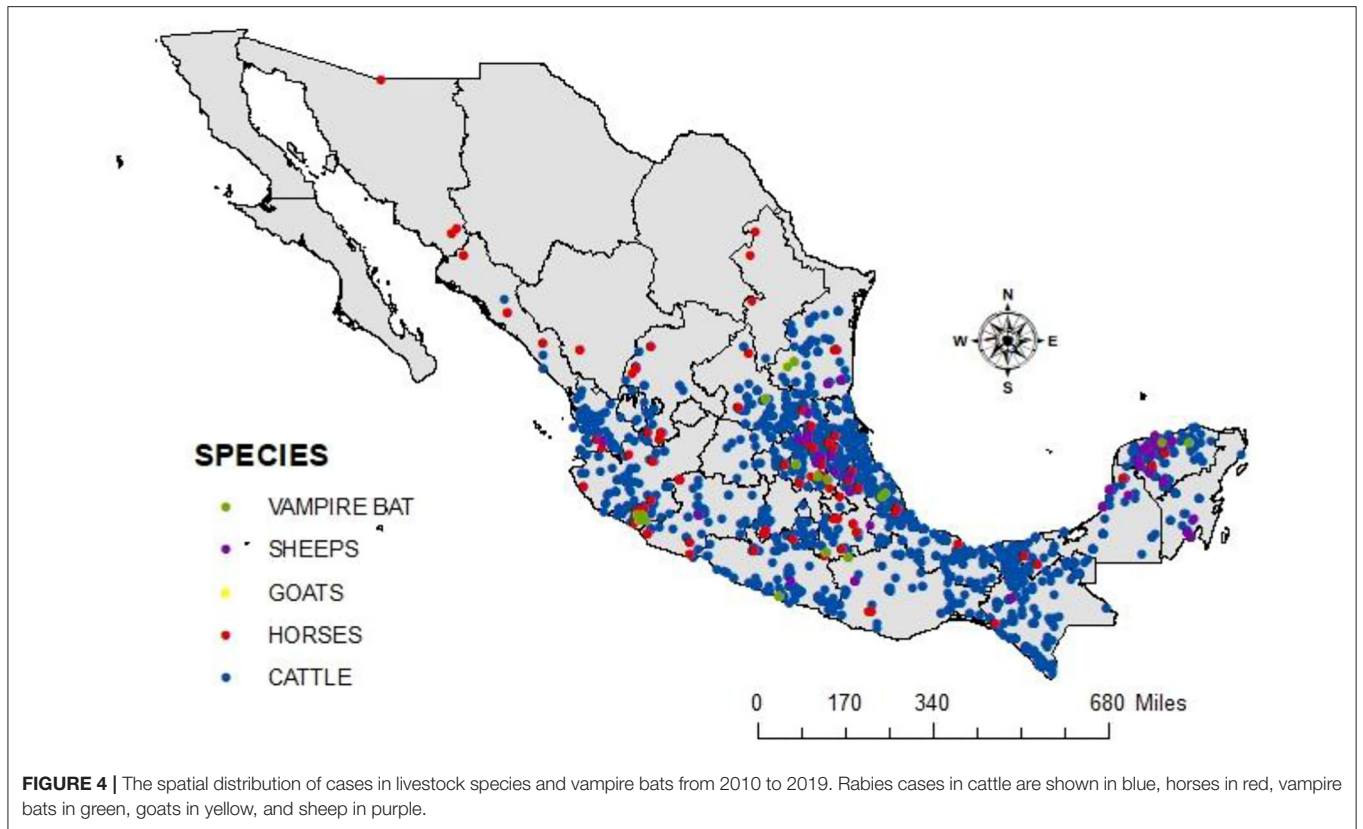 N
W
E
S
SPECIES
VAMPIRE BAT
SHEEPS
GOATS
HORSES
CATTLE
0 170 340 680 Miles
FIGURE 4 | The spatial distribution of cases in livestock species and vampire bats from 2010 to 2019. Rabies cases in cattle are shown in blue, horses in red, vampire
bats in green, goats in yellow, and sheep in purple.